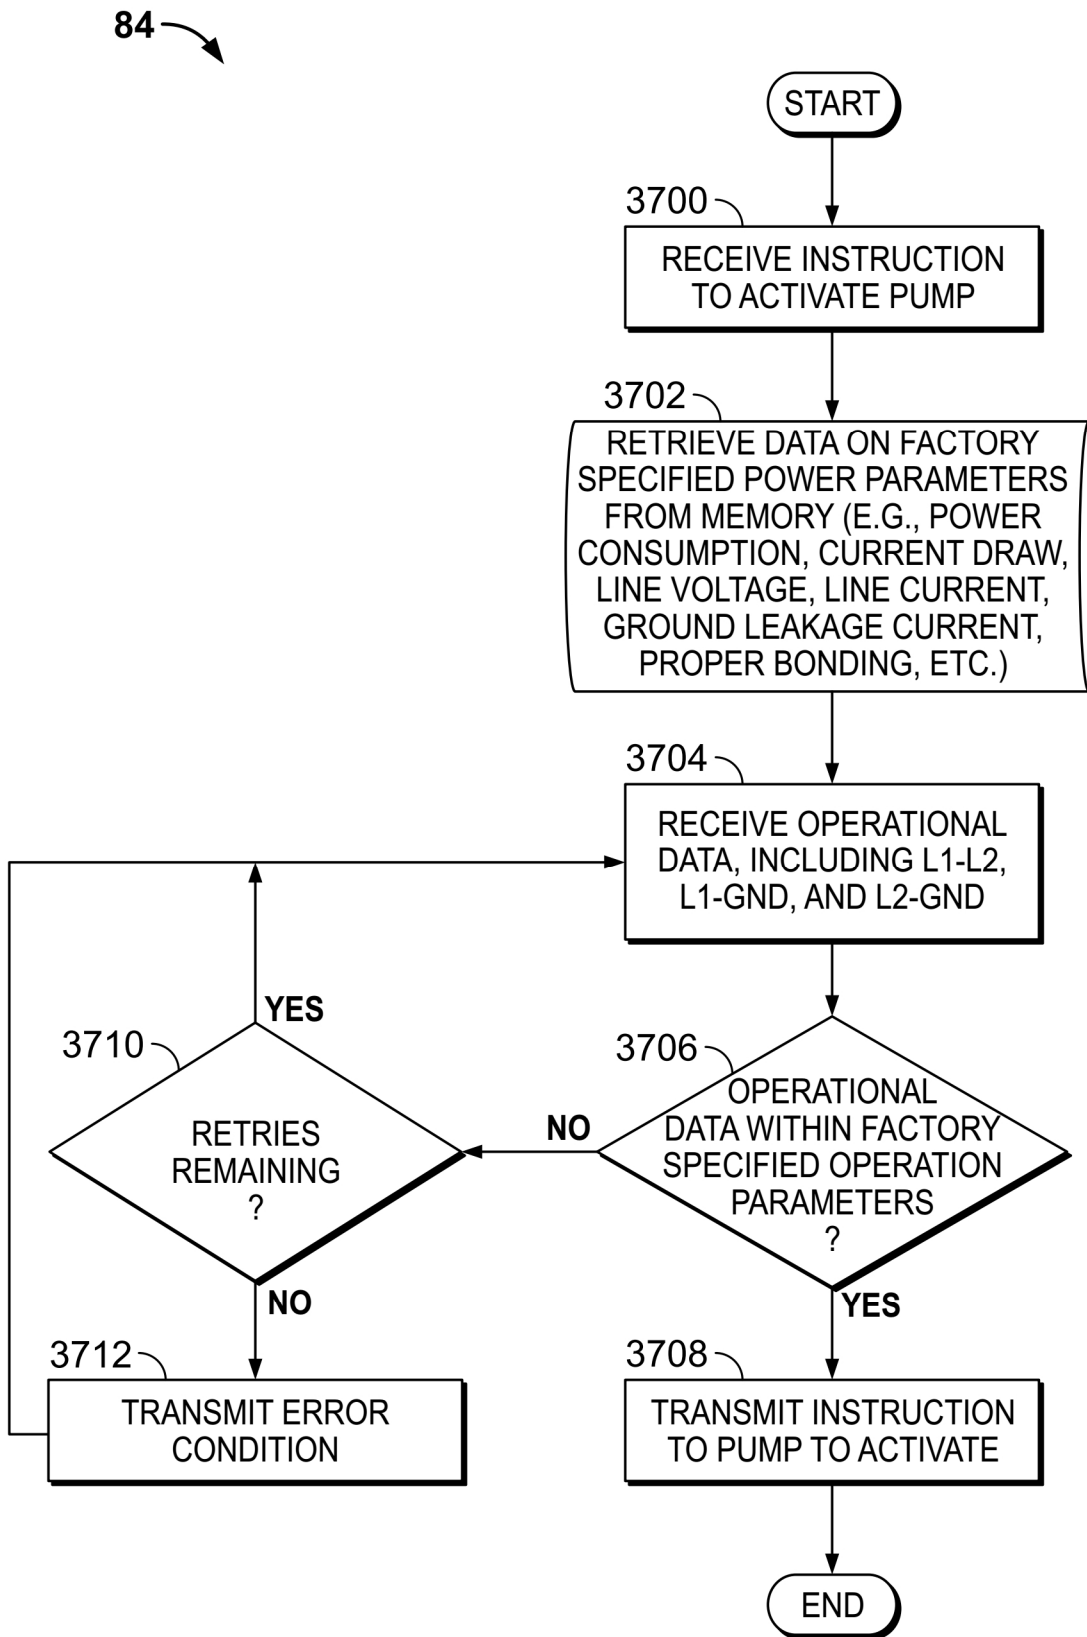 84
START
3700
RECEIVE INSTRUCTION
TO ACTIVATE PUMP
3702
RETRIEVE DATA ON FACTORY
SPECIFIED POWER PARAMETERS
FROM MEMORY (E.G., POWER
CONSUMPTION, CURRENT DRAW,
LINE VOLTAGE, LINE CURRENT,
GROUND LEAKAGE CURRENT,
PROPER BONDING, ETC.)
3704
RECEIVE OPERATIONAL
DATA, INCLUDING L1-L2,
L1-GND, AND L2-GND
3706
OPERATIONAL
DATA WITHIN FACTORY
SPECIFIED OPERATION
PARAMETERS
?
NO
YES
3710
RETRIES
REMAINING
?
YES
NO
3712
TRANSMIT ERROR
CONDITION
3708
TRANSMIT INSTRUCTION
TO PUMP TO ACTIVATE
END